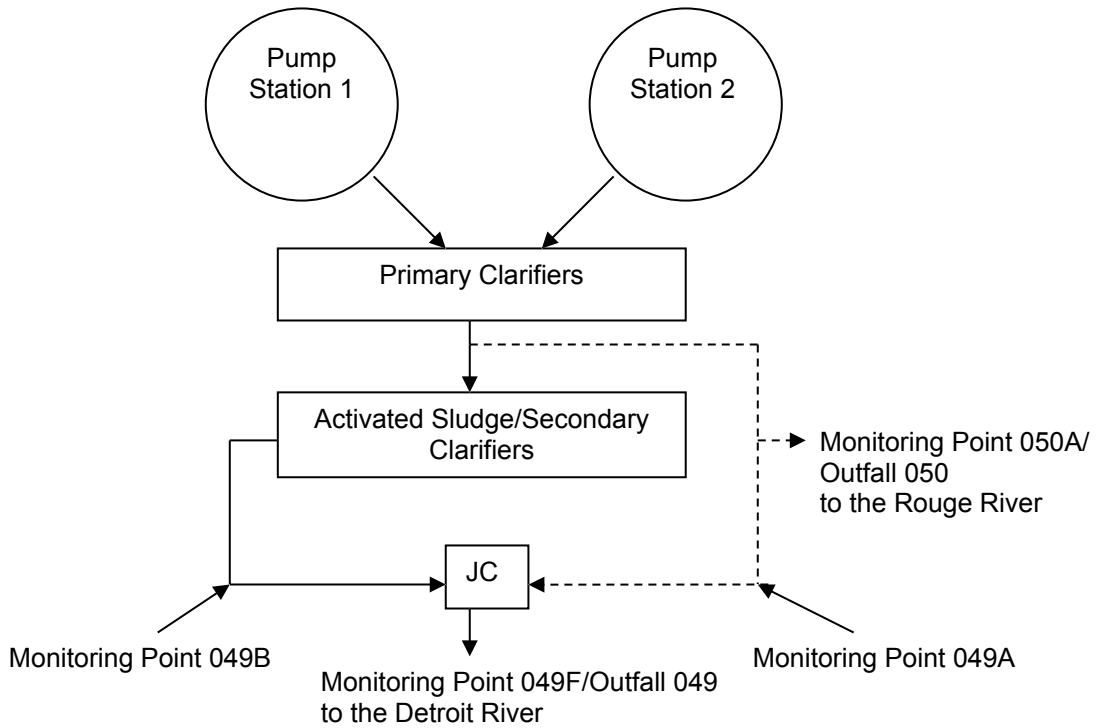 Pump
Station 1
Pump
Station 2
Primary Clarifiers
Activated Sludge/Secondary
Clarifiers
Monitoring Point 050A/
Outfall 050
to the Rouge River
JC
Monitoring Point 049B
Monitoring Point 049A
Monitoring Point 049F/Outfall 049
to the Detroit River